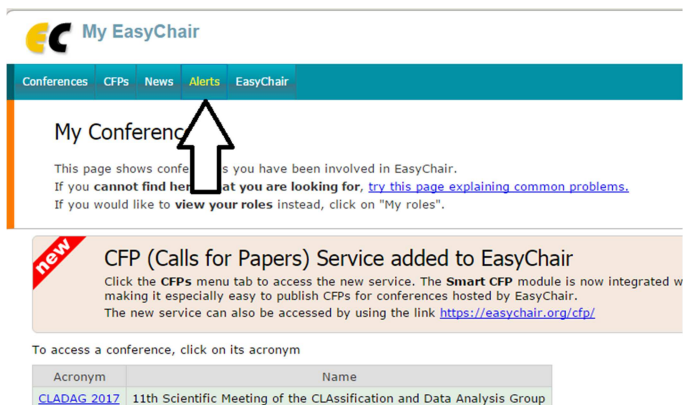 EC My EasyChair
Conferences CFPs News Alerts EasyChair
My Conferenc
This page shows confe s you have been involved in EasyChair.
If you cannot find her at you are looking for, try this page explaining common problems.
If you would like to view your roles instead, click on "My roles".
new
CFP (Calls for Papers) Service added to EasyChair
Click the CFPs menu tab to access the new service. The Smart CFP module is now integrated w
making it especially easy to publish CFPs for conferences hosted by EasyChair.
The new service can also be accessed by using the link https://easychair.org/cfp/
To access a conference, click on its acronym
Acronym Name
CLADAG 2017 11th Scientific Meeting of the CLAssification and Data Analysis Group